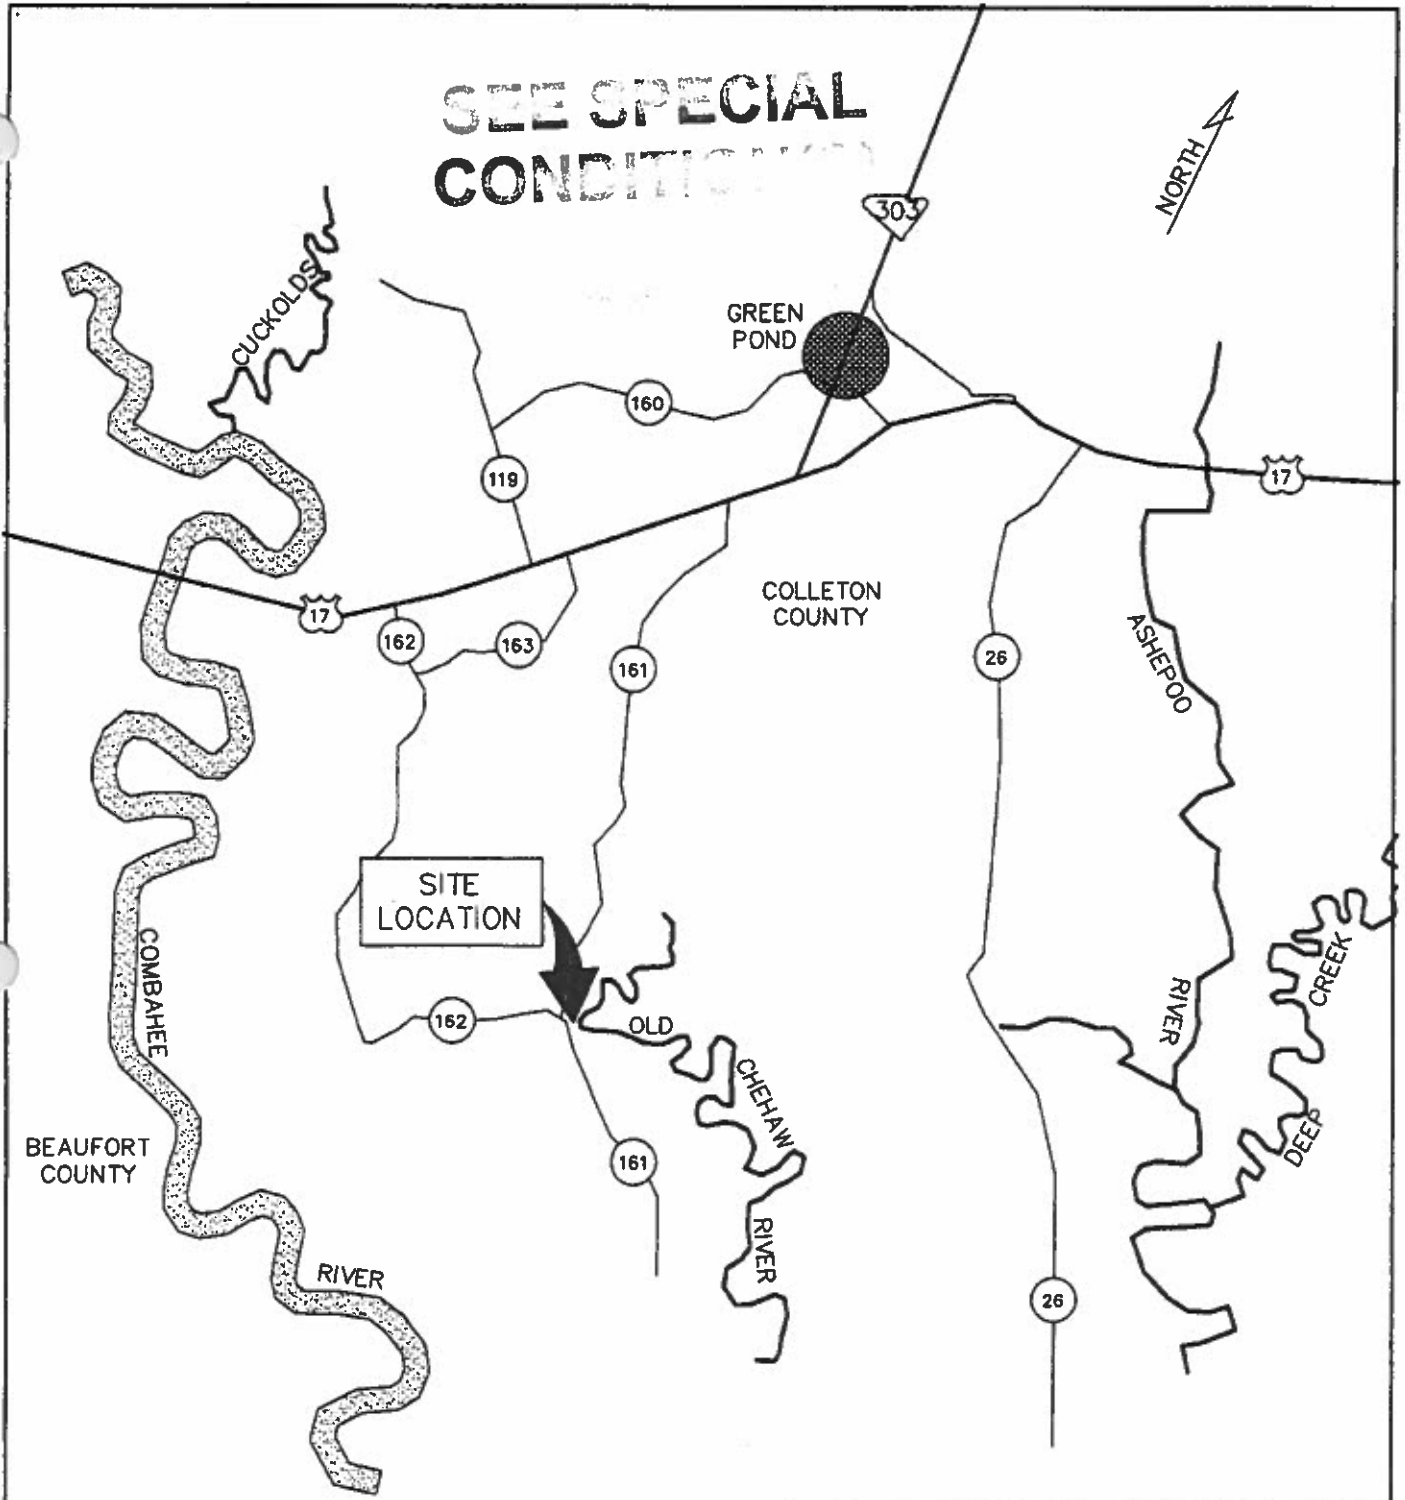 SEE SPECIAL
NORTH
303
CUCKOLDS
GREEN
POND
160
119
17
17
COLLETON
COUNTY
162
163
161
26
ASHEPOO
SITE
LOCATION
COMBAHEE
162
OLD
RIVER
CREEK
CHEHAW
DEEP
BEAUFORT
COUNTY
161
RIVER
RIVER
26